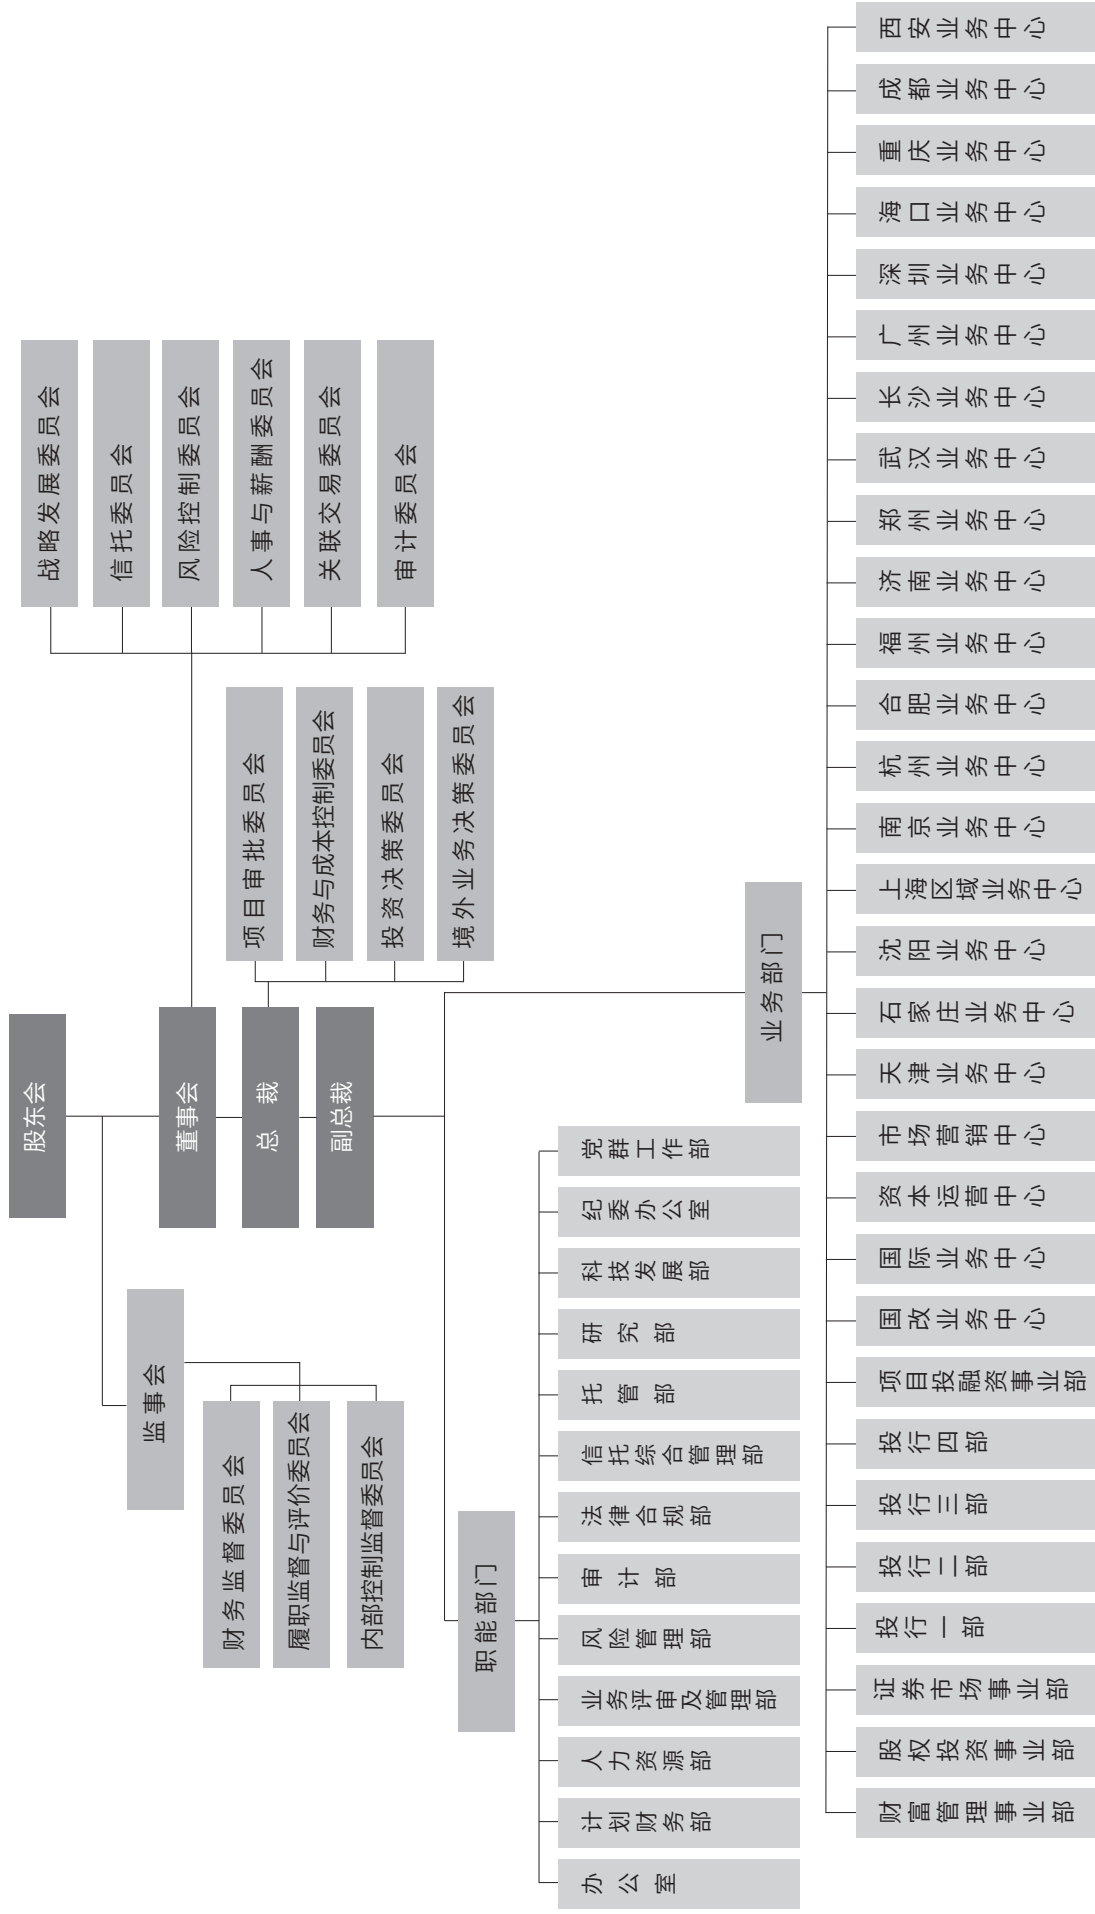 股东会
监事会
财务监督委员会
履职监督与评价委员会
内部控制监督委员会
董事会
战略发展委员会
信托委员会
风险控制委员会
人事与薪酬委员会
关联交易委员会
审计委员会
总 裁
项目审批委员会
财务与成本控制委员会
投资决策委员会
境外业务决策委员会
副总裁
职能部门
办公室
计划财务部
人力资源部
业务评审及管理部
风险管理部
审计部
法律合规部
信托综合管理部
托管部
研究部
科技发展部
纪委办公室
党群工作部
业务部门
财富管理事业部
股权投资事业部
证券市场事业部
投行一部
投行二部
投行三部
投行四部
项目投融资事业部
国改业务中心
国际业务中心
资本运营中心
市场营销中心
天津业务中心
石家庄业务中心
沈阳业务中心
上海区域业务中心
南京业务中心
杭州业务中心
合肥业务中心
福州业务中心
济南业务中心
郑州业务中心
武汉业务中心
长沙业务中心
广州业务中心
深圳业务中心
海口业务中心
重庆业务中心
成都业务中心
西安业务中心